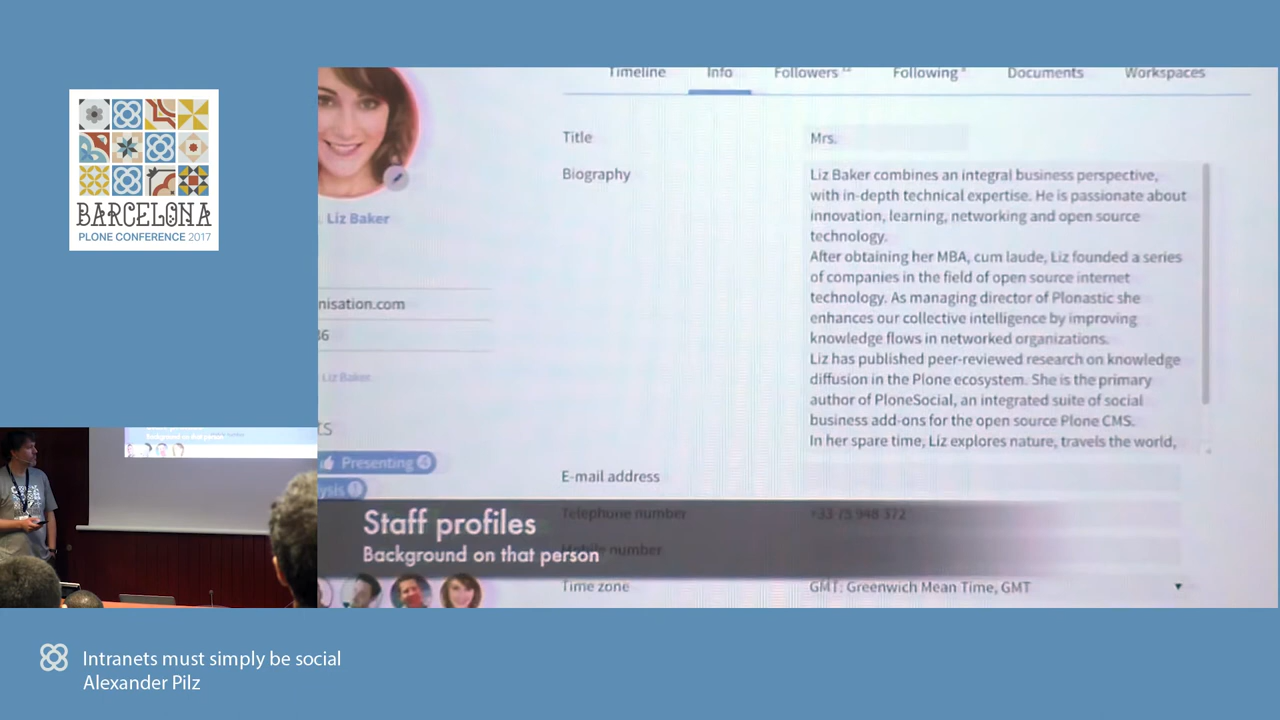 BARCELONA
PLONE CONFERENCE 2017
Timeline Info Followers Following Documents Workspaces
Title Mrs.
Biography
Liz Baker combines an integral business perspective,
with in-depth technical expertise. He is passionate about
innovation, learning, networking and open source
technology.
After obtaining her MBA, cum laude, Liz founded a series
of companies in the field of open source internet
technology. As managing director of Plonastic she
enhances our collective intelligence by improving
knowledge flows in networked organizations.
Liz has published peer-reviewed research on knowledge
diffusion in the Plone ecosystem. She is the primary
author of PloneSocial, an integrated suite of social
business add-ons for the open source Plone CMS.
In her spare time, Liz explores nature, travels the world,
Liz Baker
nisation.com
36
Liz Baker
Presenting 4
ysis
E-mail address
Telephone number +33 75 948 372
number
Time zone GMT: Greenwich Mean Time, GMT
Staff profiles
Background on that person
Intranets must simply be social
Alexander Pilz